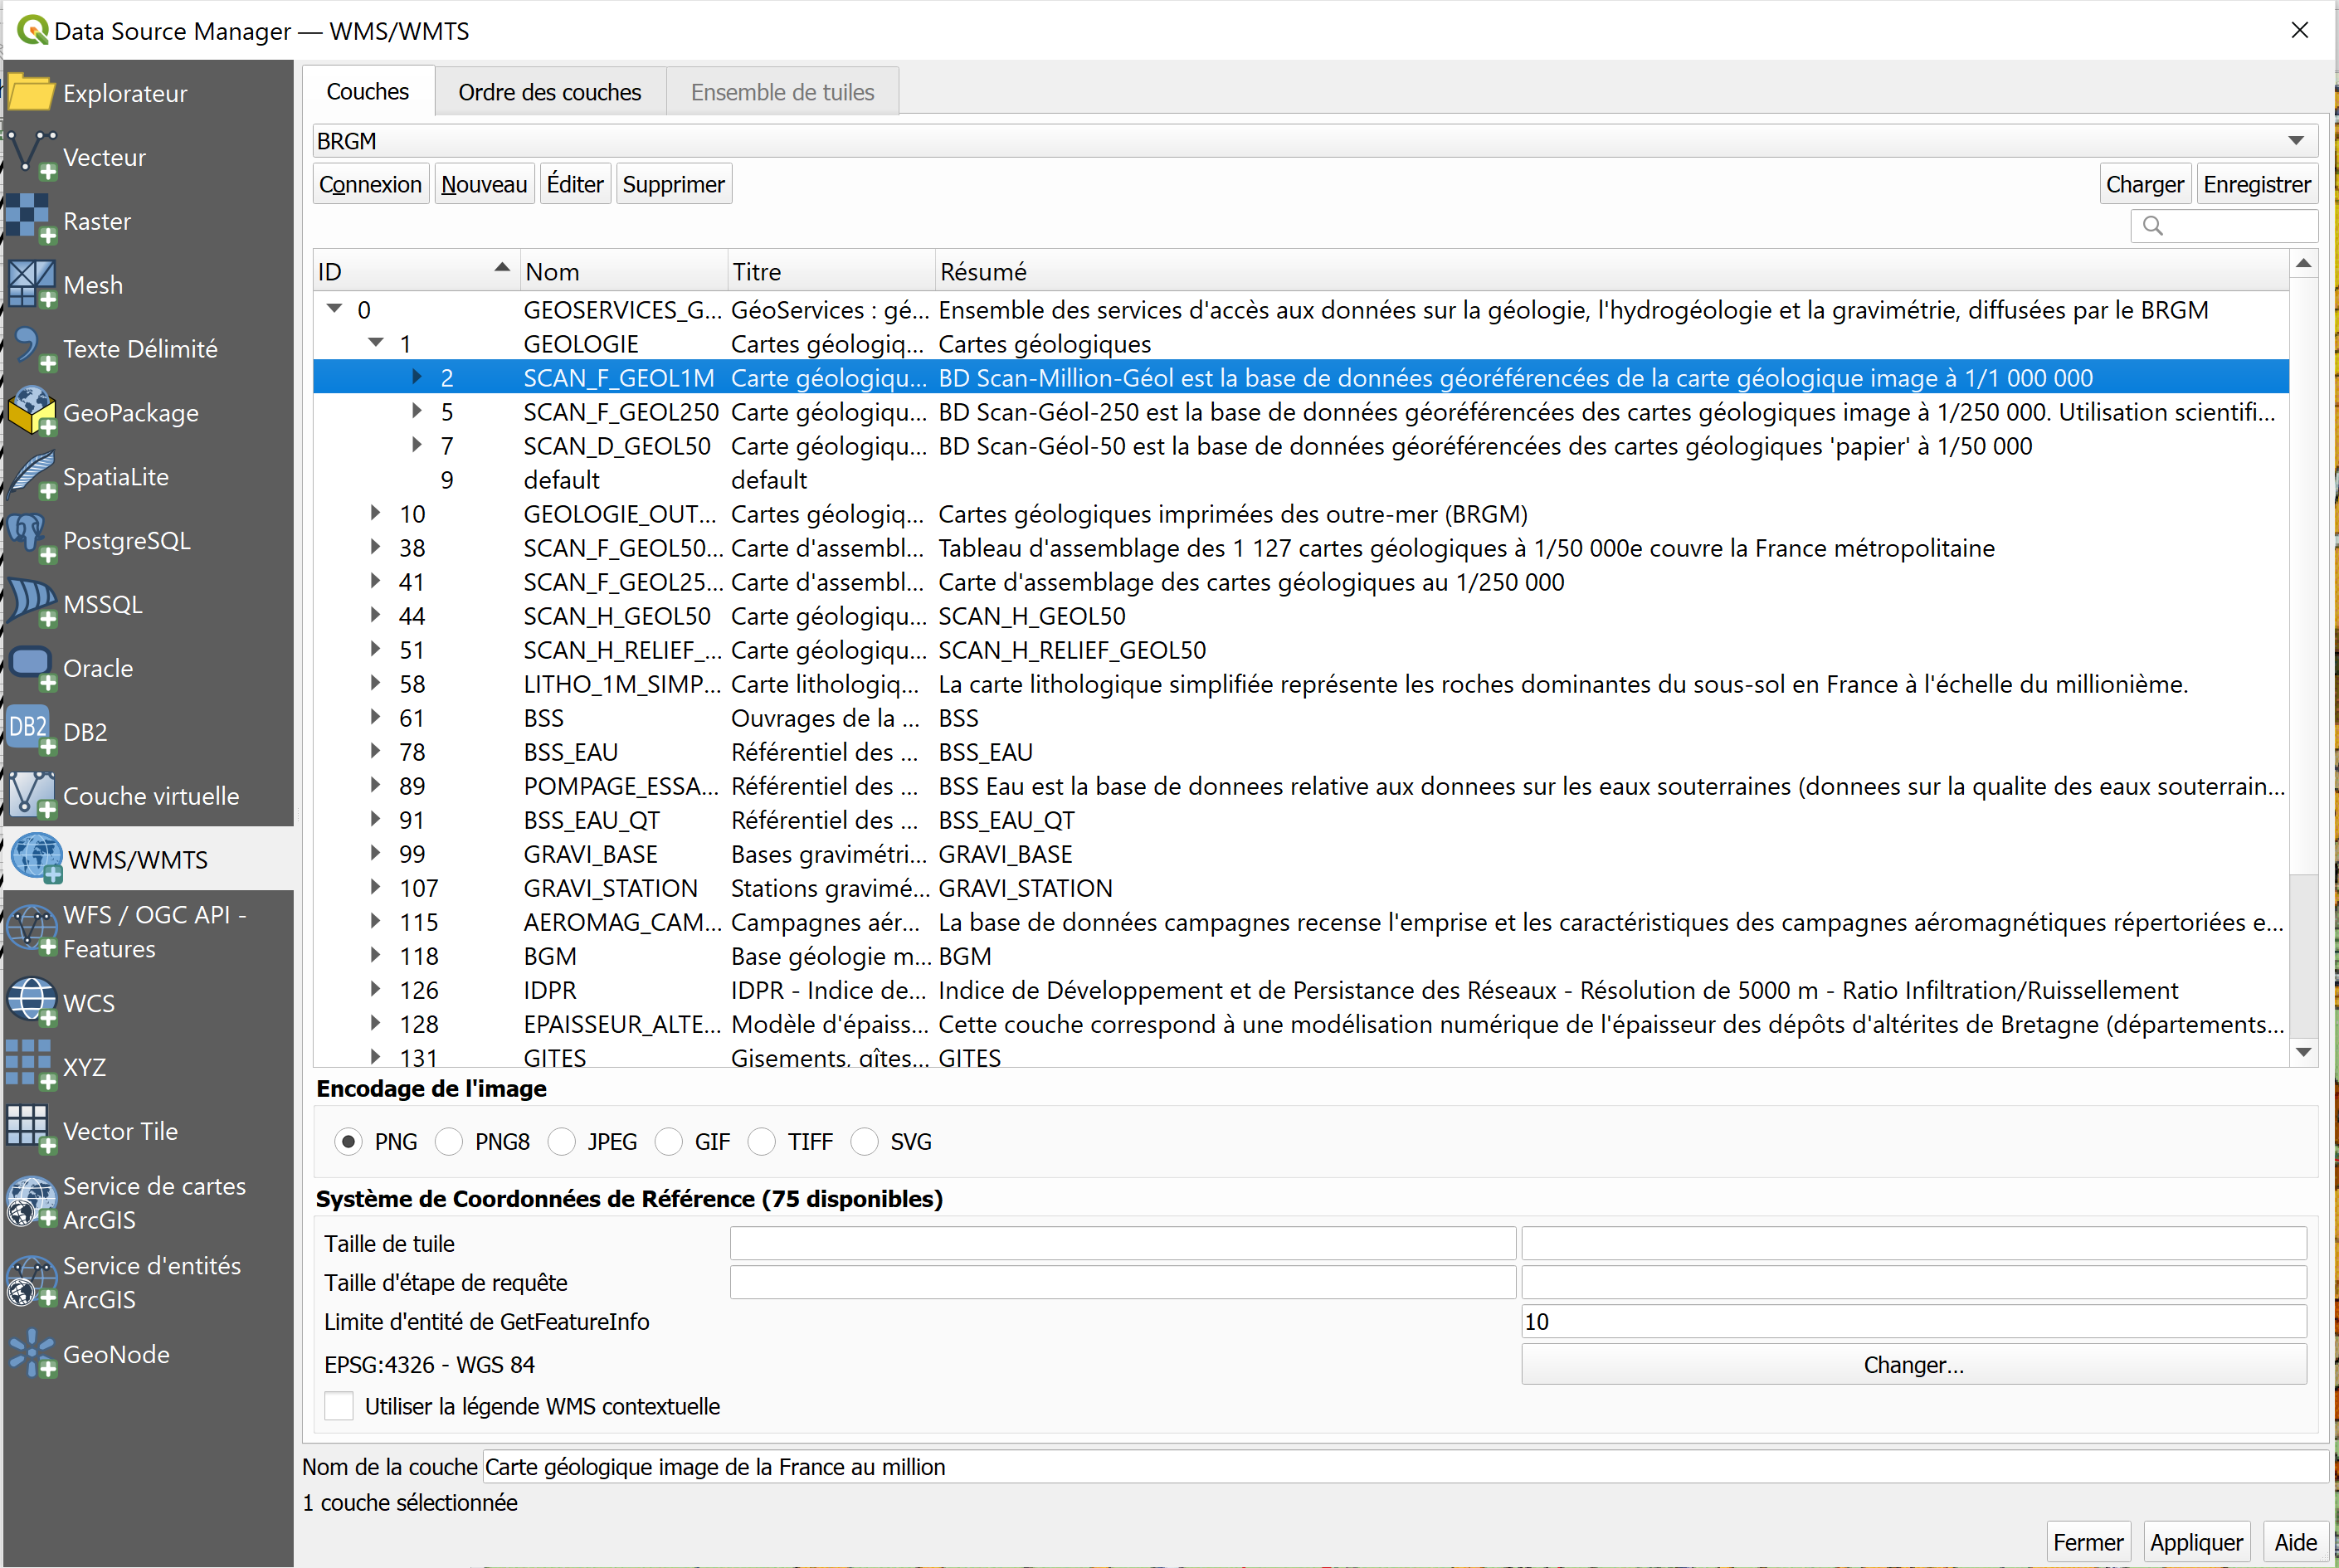 Data Source Manager — WMS/WMTS
Explorateur
Vecteur
Raster
Mesh
Texte Délimité
GeoPackage
SpatiaLite
PostgreSQL
MSSQL
Oracle
DB2
DB2
Couche virtuelle
WMS/WMTS
WFS / OGC API -
Features
WCS
XYZ
Vector Tile
Service de cartes
ArcGIS
Service d'entités
ArcGIS
GeoNode
Couches Ordre des couches Ensemble de tuiles
BRGM
Connexion Nouveau Éditer Supprimer Charger Enregistrer
ID Nom Titre Résumé
0 GEOSERVICES_G... GéoServices : gé... Ensemble des services d'accès aux données sur la géologie, l'hydrogéologie et la gravimétrie, diffusées par le BRGM
1 GEOLOGIE Cartes géologiq... Cartes géologiques
2 SCAN_F_GEOL1M Carte géologiqu... BD Scan-Million-Géol est la base de données géoréférencées de la carte géologique image à 1/1 000 000
5 SCAN_F_GEOL250 Carte géologiqu... BD Scan-Géol-250 est la base de données géoréférencées des cartes géologiques image à 1/250 000. Utilisation scientifi...
7 SCAN_D_GEOL50 Carte géologiqu... BD Scan-Géol-50 est la base de données géoréférencées des cartes géologiques 'papier' à 1/50 000
9 default default
10 GEOLOGIE_OUT... Cartes géologiq... Cartes géologiques imprimées des outre-mer (BRGM)
38 SCAN_F_GEOL50... Carte d'assembl... Tableau d'assemblage des 1 127 cartes géologiques à 1/50 000e couvre la France métropolitaine
41 SCAN_F_GEOL25... Carte d'assembl... Carte d'assemblage des cartes géologiques au 1/250 000
44 SCAN_H_GEOL50 Carte géologiqu... SCAN_H_GEOL50
51 SCAN_H_RELIEF_... Carte géologiqu... SCAN_H_RELIEF_GEOL50
58 LITHO_1M_SIMP... Carte lithologiq... La carte lithologique simplifiée représente les roches dominantes du sous-sol en France à l'échelle du millionième.
61 BSS Ouvrages de la ... BSS
78 BSS_EAU Référentiel des ... BSS_EAU
89 POMPAGE_ESSA... Référentiel des ... BSS Eau est la base de donnees relative aux donnees sur les eaux souterraines (donnees sur la qualite des eaux souterrain...
91 BSS_EAU_QT Référentiel des ... BSS_EAU_QT
99 GRAVI_BASE Bases gravimétri... GRAVI_BASE
107 GRAVI_STATION Stations gravimé... GRAVI_STATION
115 AEROMAG_CAM... Campagnes aér... La base de données campagnes recense l'emprise et les caractéristiques des campagnes aéromagnétiques répertoriées e...
118 BGM Base géologie m... BGM
126 IDPR IDPR - Indice de... Indice de Développement et de Persistance des Réseaux - Résolution de 5000 m - Ratio Infiltration/Ruissellement
128 EPAISSEUR_ALTE... Modèle d'épaiss... Cette couche correspond à une modélisation numérique de l'épaisseur des dépôts d'altérites de Bretagne (départements...
131 GITES Gisements, gîtes... GITES
Encodage de l'image
PNG PNG8 JPEG GIF TIFF SVG
Système de Coordonnées de Référence (75 disponibles)
Taille de tuile
Taille d'étape de requête
Limite d'entité de GetFeatureInfo 10
EPSG:4326 - WGS 84 Changer...
Utiliser la légende WMS contextuelle
Nom de la couche Carte géologique image de la France au million
1 couche sélectionnée
Fermer Appliquer Aide